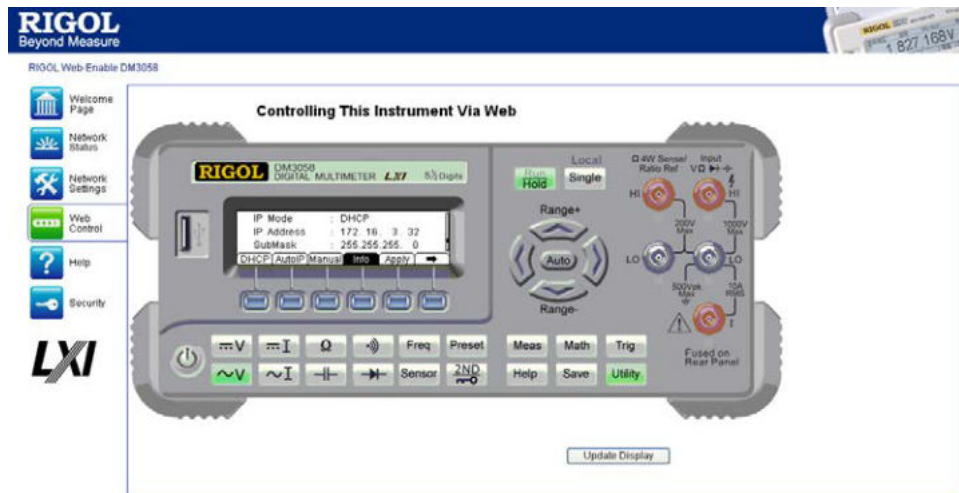 RIGOL
Beyond Measure
RIGOL
1 827 168V
RIGOL Web-Enable DM3058
Welcome Page
Network Status
Network Settings
Web Control
Help
Security
LXI
Controlling This Instrument Via Web
RIGOL DM3058
DIGITAL MULTIMETER LXI 5½Digits
IP Mode : DHCP
IP Address : 172. 16. 3. 32
SubMask : 255.255.255. 0
DHCP AutoIP Manual Info Apply
Run
Hold
Local
Single
Range+
Auto
Range-
Ω 4W Sense/
Ratio Ref
Input
VΩ
HI
HI
200V
Max
1000V
Max
LO
LO
500Vpk
Max
10A
RMS
I
Fused on
Rear Panel
V I Ω Freq Preset
V I Sensor 2ND
Meas Math Trig
Help Save Utility
Update Display